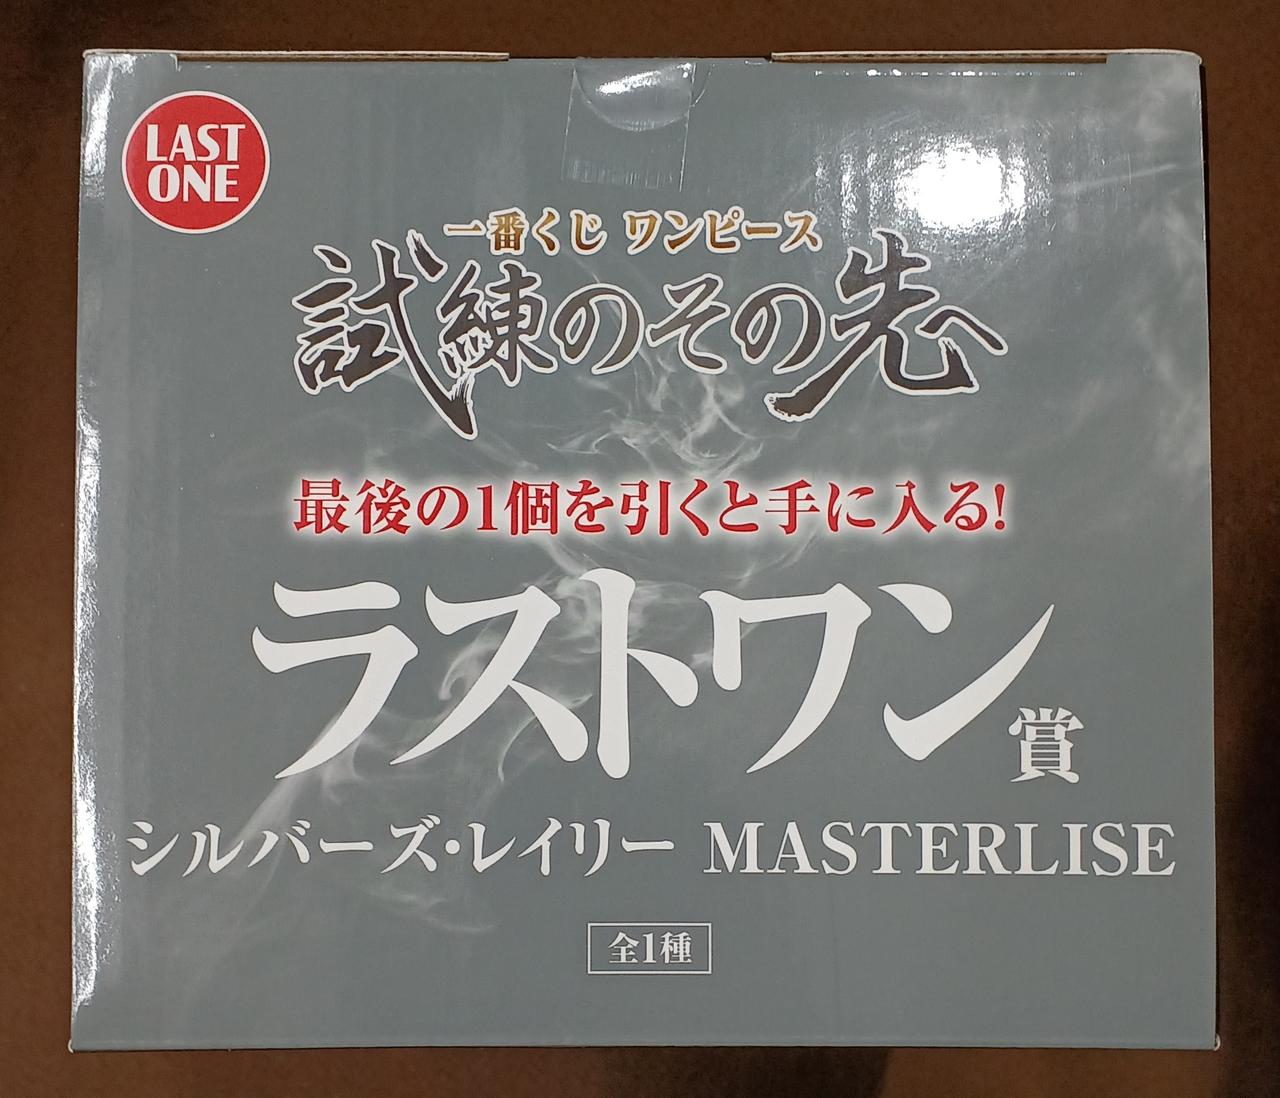 LAST
ONE
一番くじ ワンピース
試練のその先へ
最後の1個を引くと手に入る!
ラストワン賞
シルバーズ・レイリー MASTERLISE
全1種